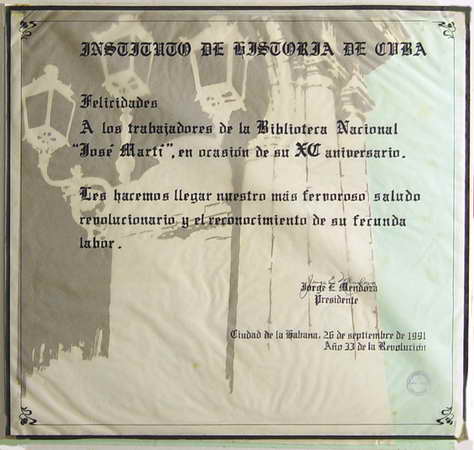 INSTITUTO DE HISTORIA DE CUBA
Felicidades
A los trabajadores de la Biblioteca Nacional
"José Martí", en ocasión de su XC aniversario.
Les hacemos llegar nuestro más fervoroso saludo
revolucionario y el reconocimiento de su fecunda
labor.
Jorge E. Mendoza
Presidente
Ciudad de la Habana, 26 de septiembre de 1991
Año 33 de la Revolución